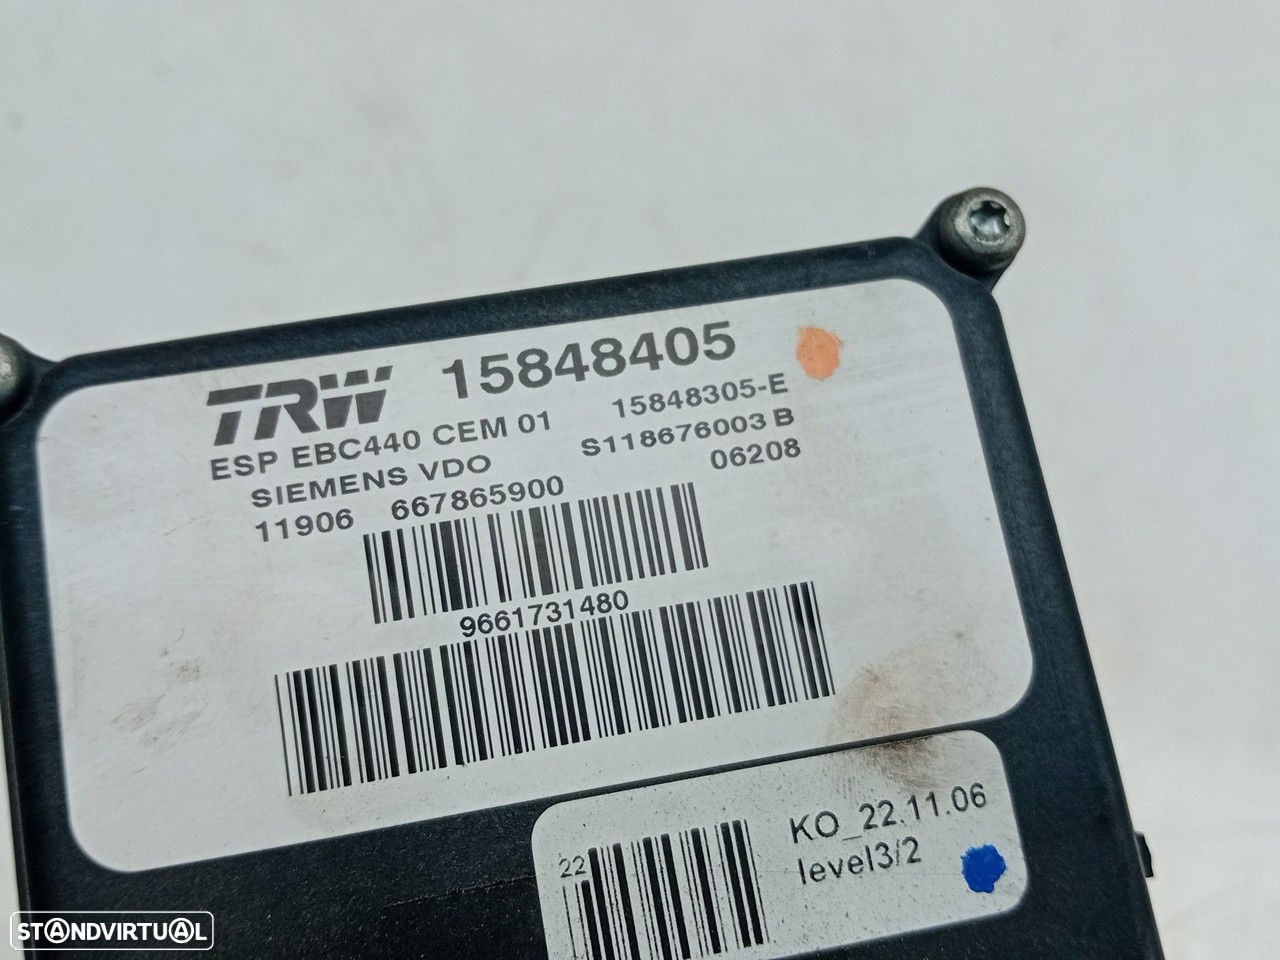 TRW 15848405
ESP EBC440 CEM 01 15848305-E
SIEMENS VDO S118676003 B
11906 667865900 06208
9661731480
KO_22.11.06
22 level3/2
STANDVIRTUAL